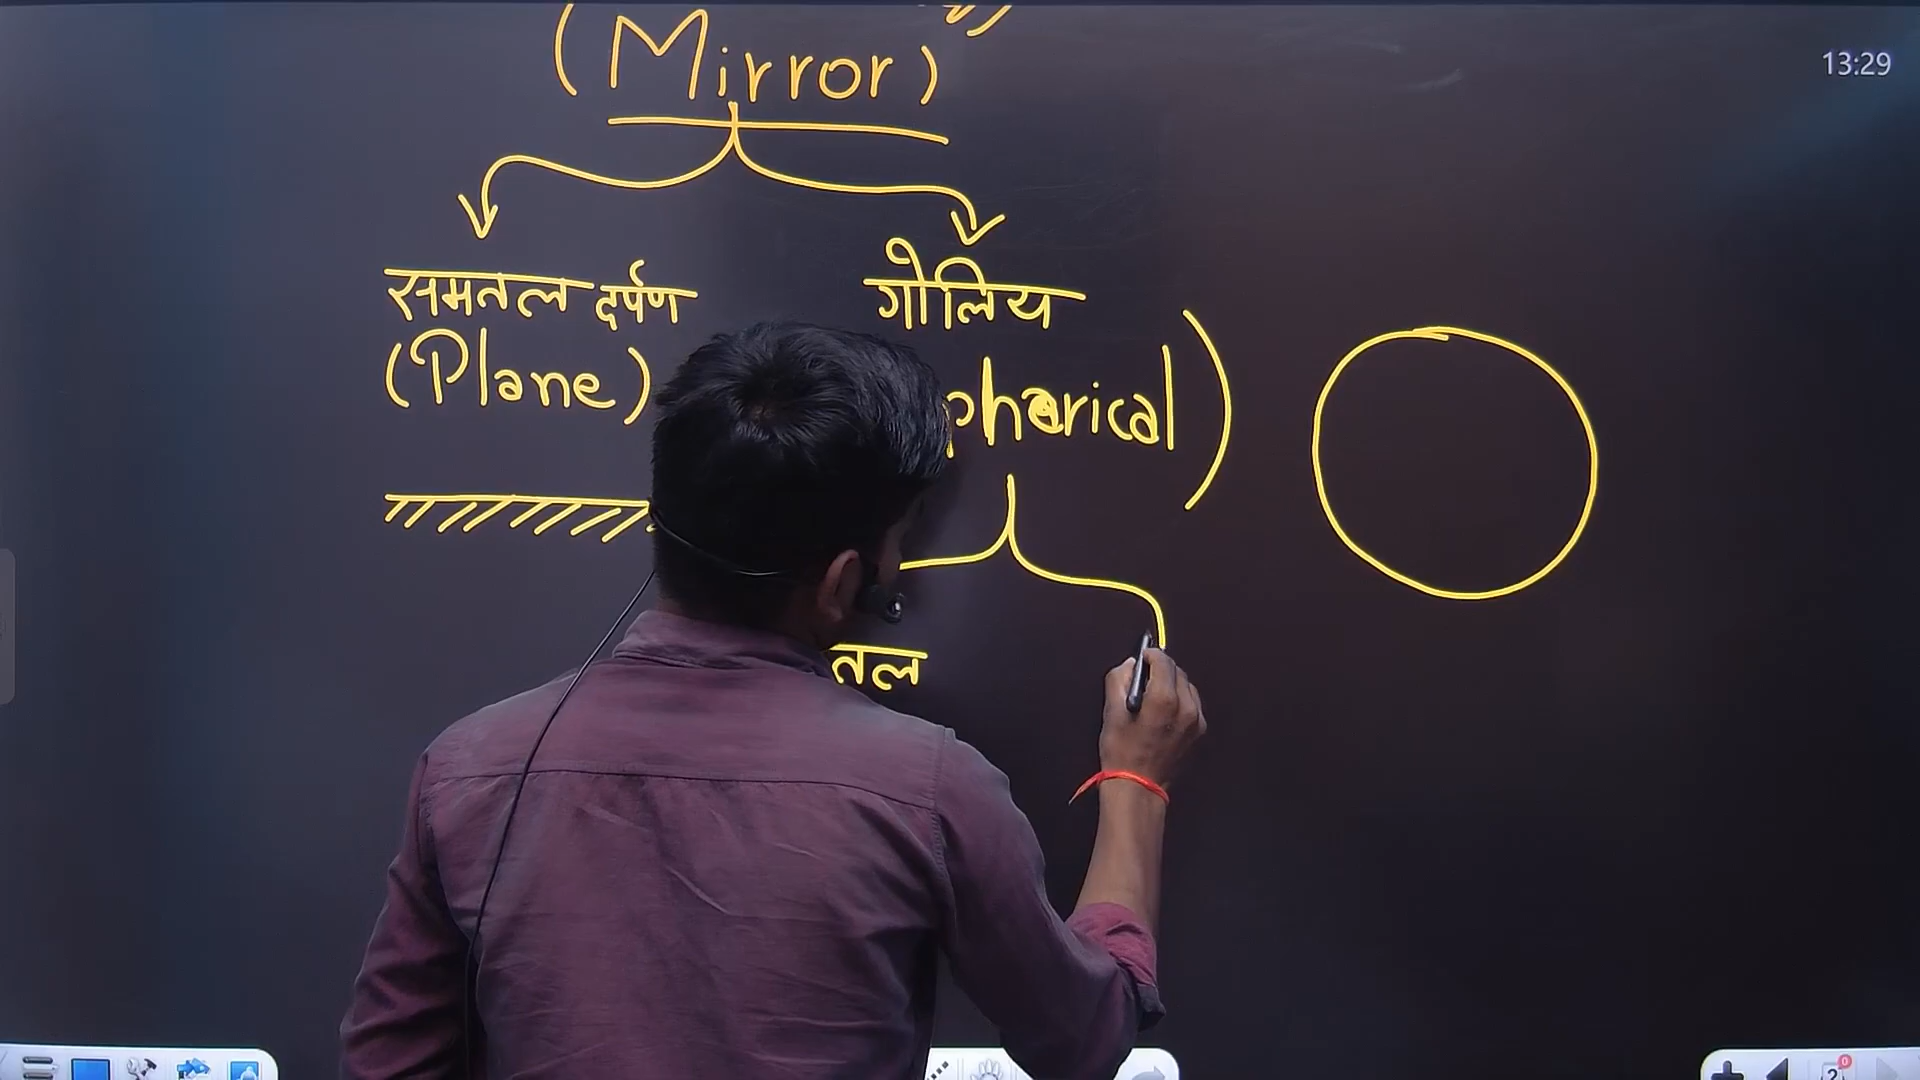 (Mirror)
13:29
समतल दर्पण
गोलिय
(Plane)
pherical)
तल